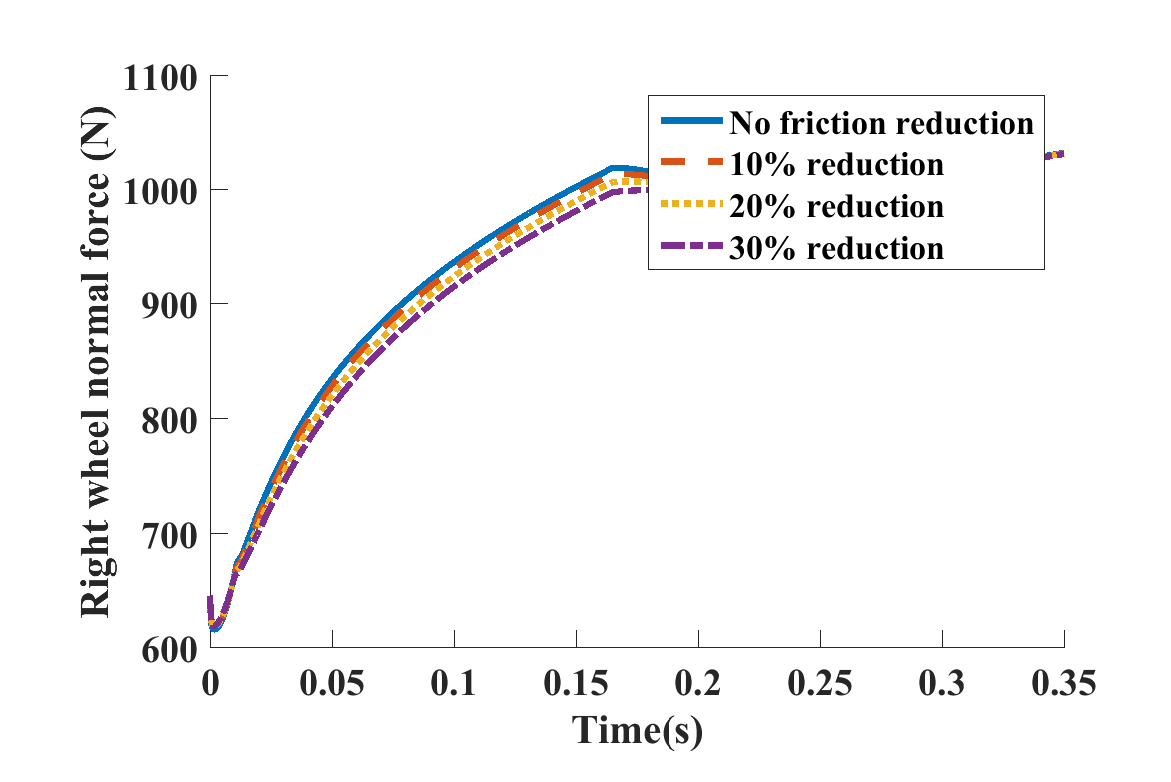 1100
1000
900
800
700
600
0
0.05
0.1
0.15
0.2
0.25
0.3
0.35
Right wheel normal force (N)
Time(s)
No friction reduction
10% reduction
20% reduction
30% reduction